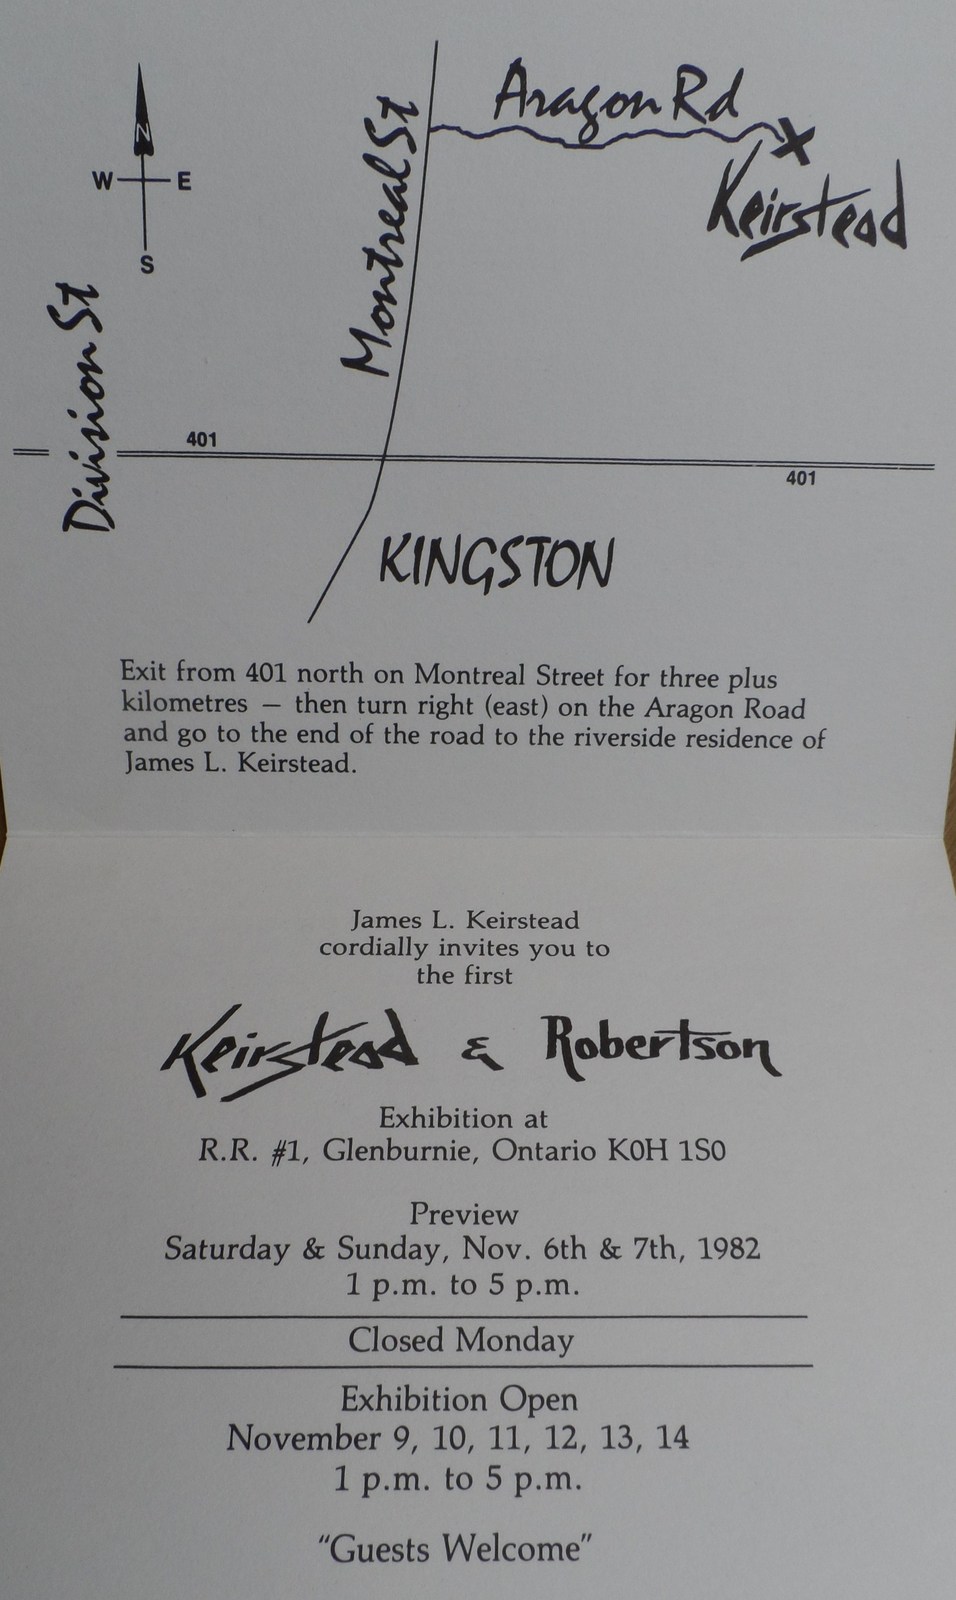 Aragon Rd
N
W E
S
Montreal St
Keirstead
Division St
401
401
KINGSTON
Exit from 401 north on Montreal Street for three plus
kilometres — then turn right (east) on the Aragon Road
and go to the end of the road to the riverside residence of
James L. Keirstead.
James L. Keirstead
cordially invites you to
the first
Keirstead & Robertson
Exhibition at
R.R. #1, Glenburnie, Ontario K0H 1S0
Preview
Saturday & Sunday, Nov. 6th & 7th, 1982
1 p.m. to 5 p.m.
Closed Monday
Exhibition Open
November 9, 10, 11, 12, 13, 14
1 p.m. to 5 p.m.
“Guests Welcome”